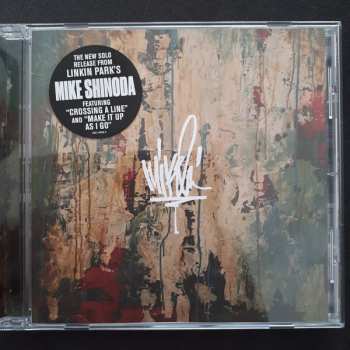 THE NEW SOLO
RELEASE FROM
LINKIN PARK'S
MIKE SHINODA
FEATURING
"CROSSING A LINE"
AND "MAKE IT UP
AS I GO"